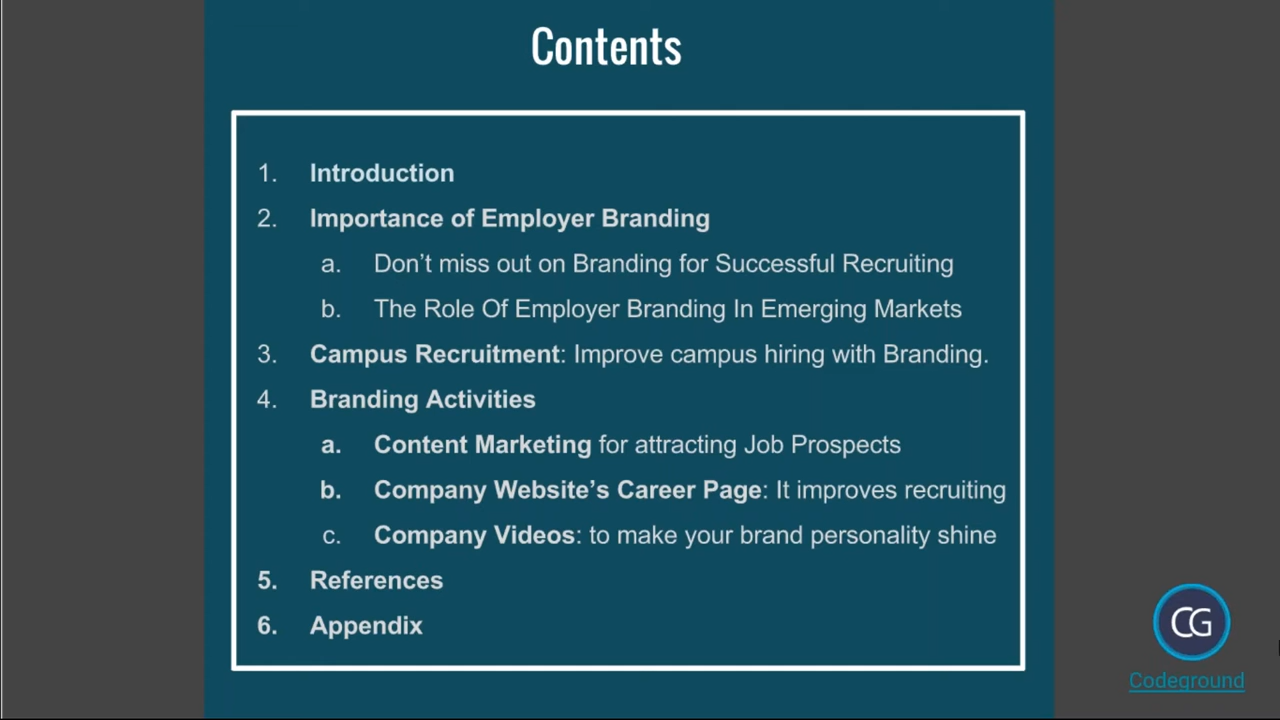 Contents
1. Introduction
2. Importance of Employer Branding
a. Don't miss out on Branding for Successful Recruiting
b. The Role Of Employer Branding In Emerging Markets
3. Campus Recruitment: Improve campus hiring with Branding.
4. Branding Activities
a. Content Marketing for attracting Job Prospects
b. Company Website's Career Page: It improves recruiting
c. Company Videos: to make your brand personality shine
5. References
6. Appendix
CG
Codeground